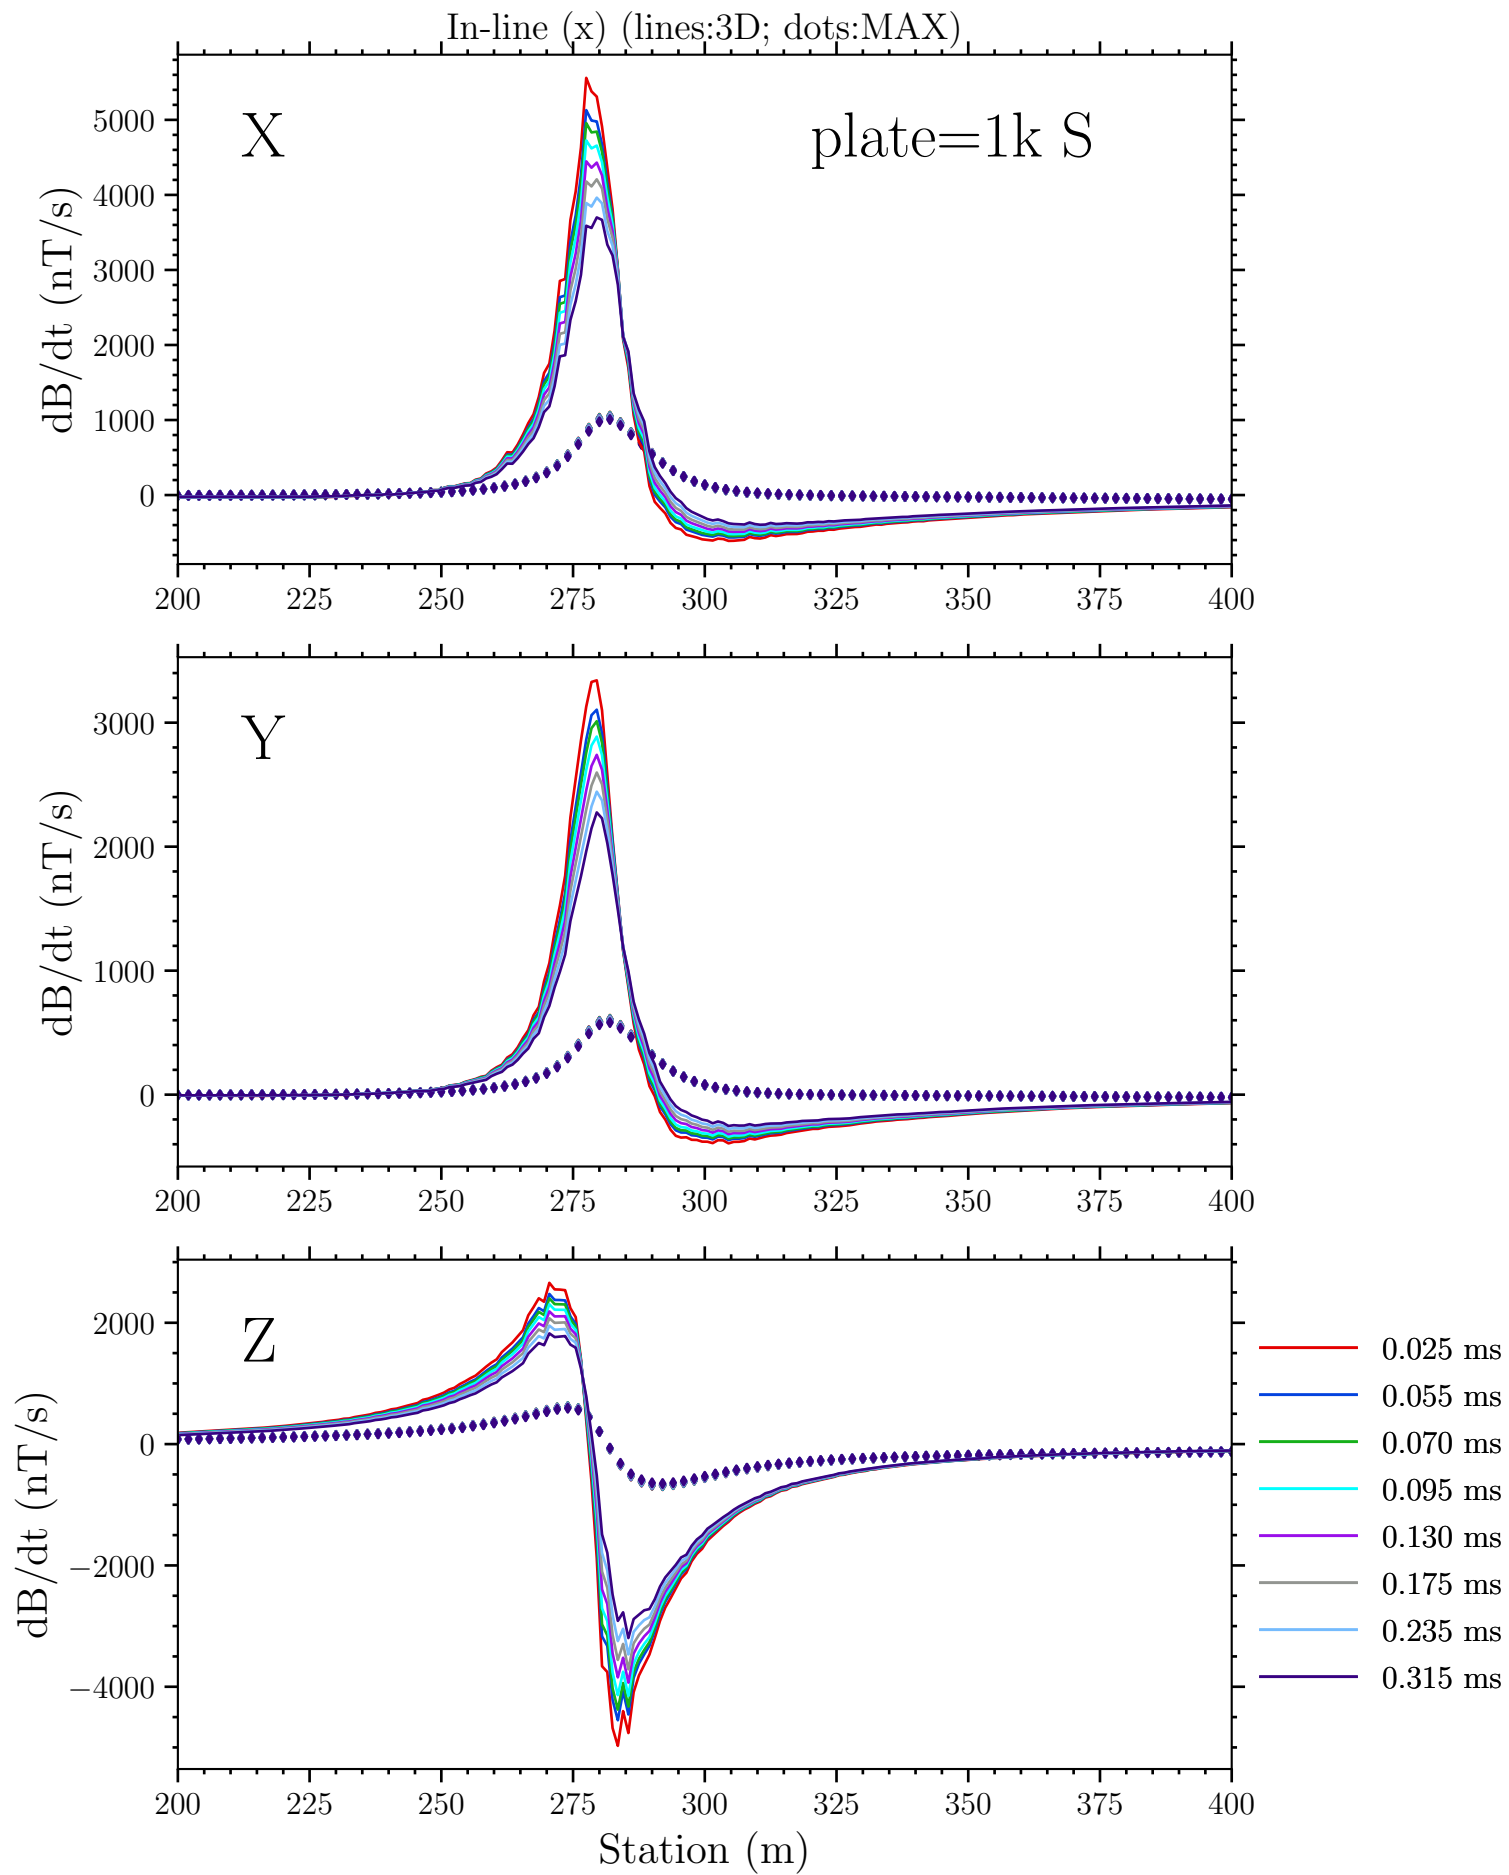 In-line (x) (lines:3D; dots:MAX)
X
plate=1k S
dB/dt (nT/s)
5000
4000
3000
2000
1000
0
200 225 250 275 300 325 350 375 400
Y
dB/dt (nT/s)
3000
2000
1000
0
200 225 250 275 300 325 350 375 400
Z
dB/dt (nT/s)
2000
0
−2000
−4000
200 225 250 275 300 325 350 375 400
Station (m)
0.025 ms
0.055 ms
0.070 ms
0.095 ms
0.130 ms
0.175 ms
0.235 ms
0.315 ms